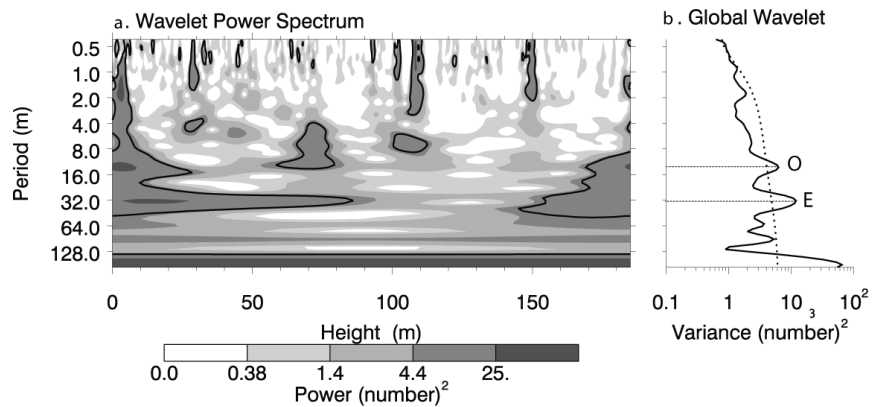 a. Wavelet Power Spectrum
b. Global Wavelet
0.5
1.0
2.0
4.0
8.0
16.0
32.0
64.0
128.0
Period (m)
O
E
0 50 100 150
0.1 1 10 10²
3
Height (m)
Variance (number)²
0.0 0.38 1.4 4.4 25.
Power (number)²